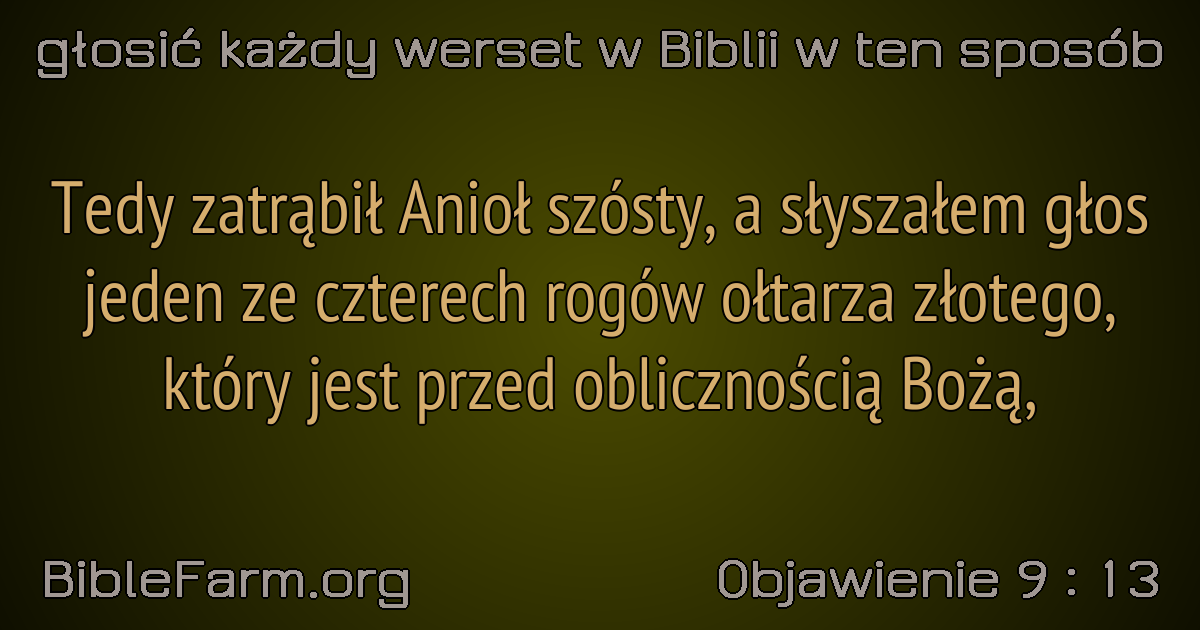 głosić każdy werset w Biblii w ten sposób
Tedy zatrąbił Anioł szósty, a słyszałem głos
jeden ze czterech rogów ołtarza złotego,
który jest przed oblicznością Bożą,
BibleFarm.org
Objawienie 9 : 13